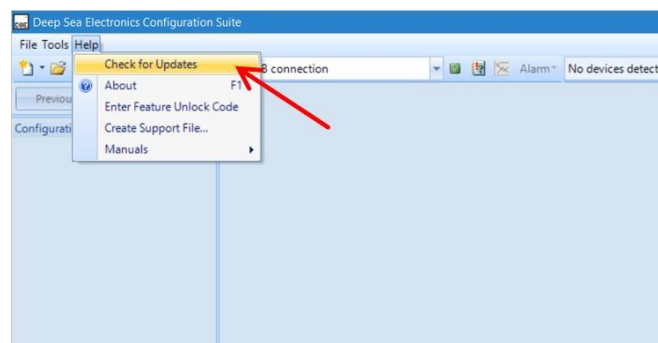 Deep Sea Electronics Configuration Suite
File Tools Help
Check for Updates
connection
Alarm
No devices detect
About F1
Previou
Enter Feature Unlock Code
Configurati
Create Support File...
Manuals